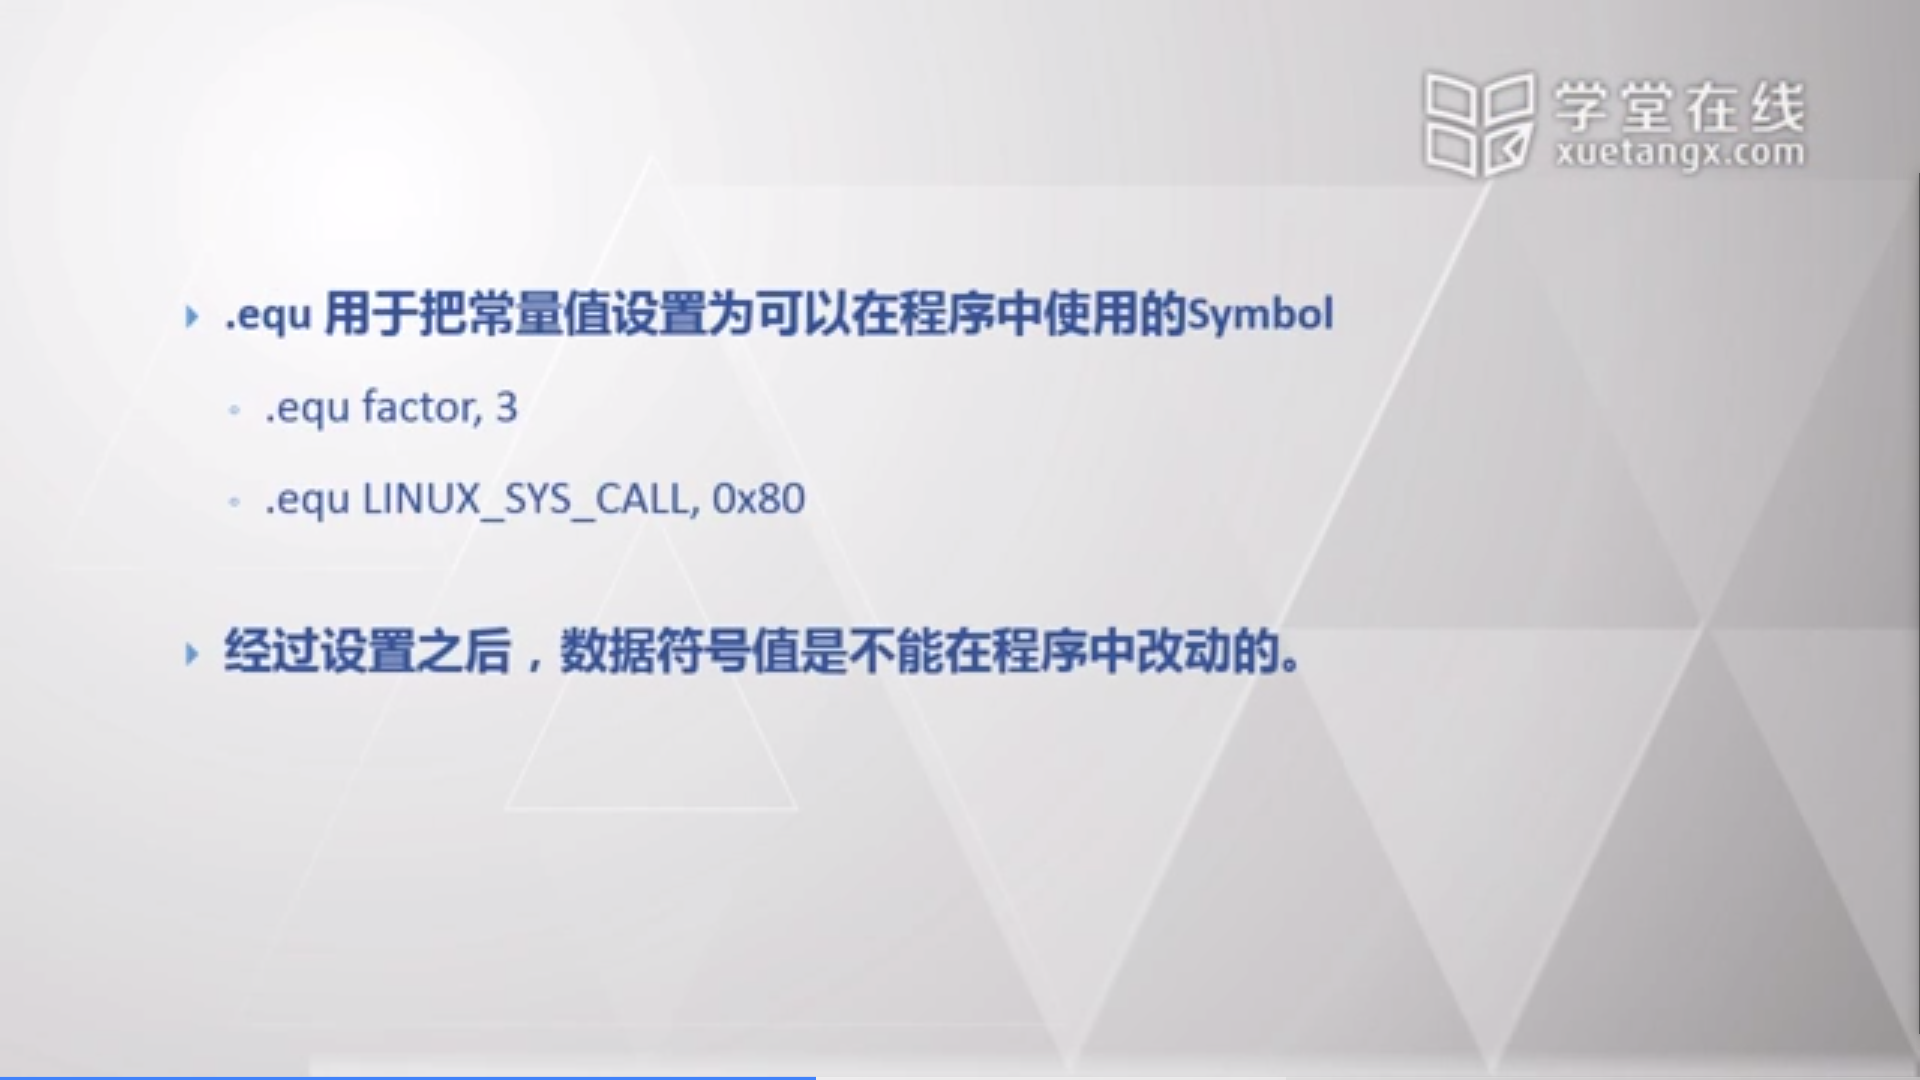 学堂在线
xuetangx.com
.equ 用于把常量值设置为可以在程序中使用的Symbol
.equ factor, 3
.equ LINUX_SYS_CALL, 0x80
经过设置之后，数据符号值是不能在程序中改动的。